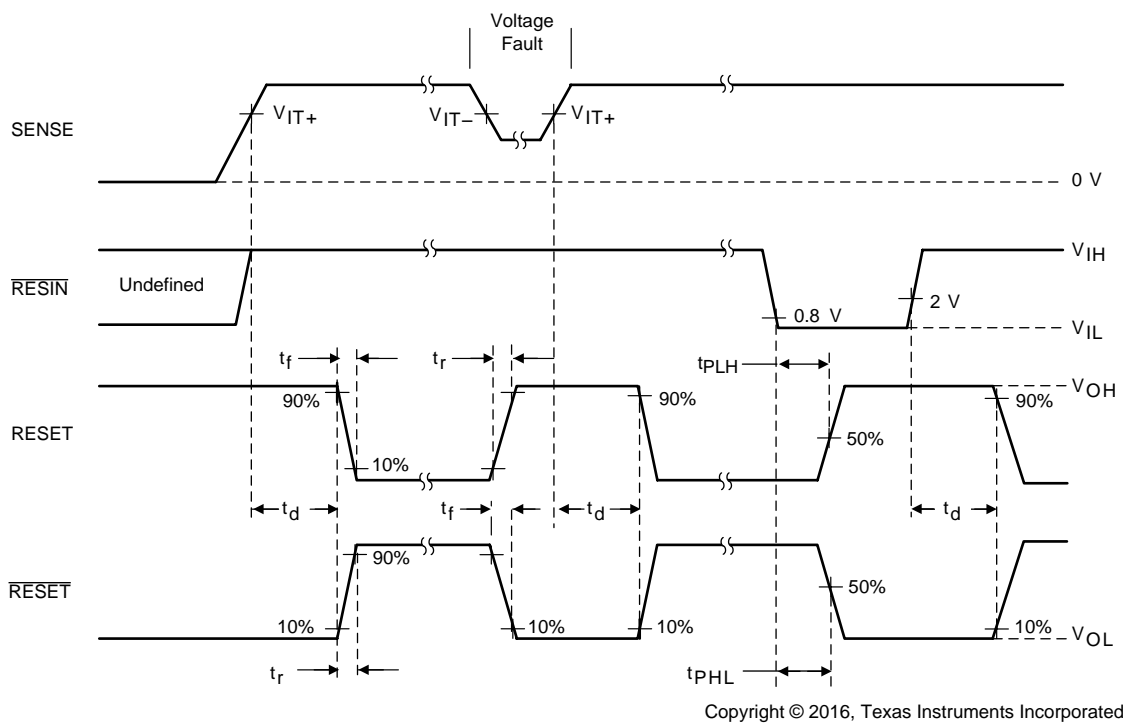 Voltage
Fault
SENSE
VIT+
VIT–
VIT+
0 V
RESIN
Undefined
VIH
0.8 V
2 V
VIL
tf
tr
tPLH
RESET
90%
10%
90%
50%
VOH
90%
td
tf
td
td
RESET
90%
10%
10%
10%
50%
10%
VOL
tr
tPHL
Copyright © 2016, Texas Instruments Incorporated